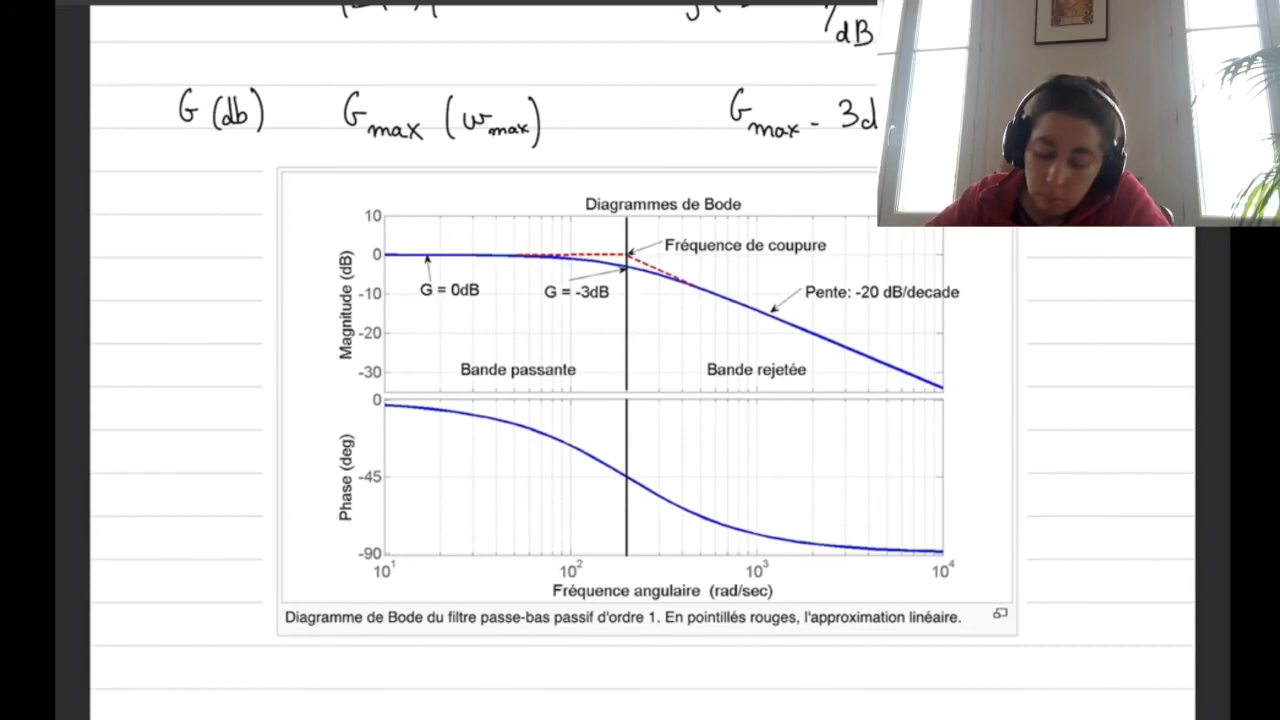 dB
G (db) G max (ωmax) G max - 3d
Diagrammes de Bode
10
0
-10
-20
-30
Magnitude (dB)
Fréquence de coupure
G = 0dB
G = -3dB
Pente: -20 dB/decade
Bande passante
Bande rejetée
0
-45
-90
Phase (deg)
10¹ 10² 10³ 10⁴
Fréquence angulaire (rad/sec)
Diagramme de Bode du filtre passe-bas passif d'ordre 1. En pointillés rouges, l'approximation linéaire.